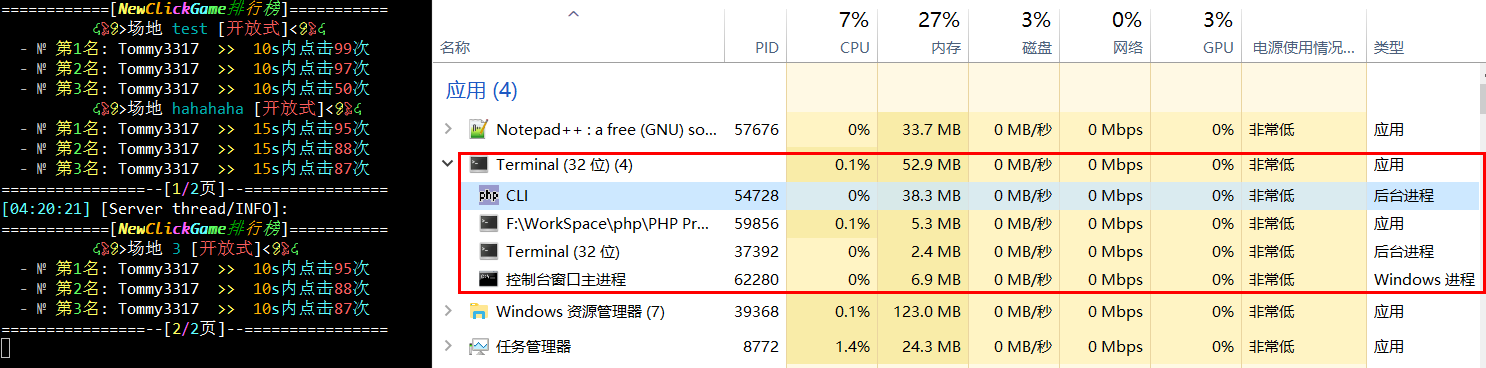 ============[NewClickGame排行榜]===========
>场地 test [开放式]<
- № 第1名: Tommy3317 >> 10s内点击99次
- № 第2名: Tommy3317 >> 10s内点击97次
- № 第3名: Tommy3317 >> 10s内点击50次
>场地 hahahaha [开放式]<
- № 第1名: Tommy3317 >> 15s内点击95次
- № 第2名: Tommy3317 >> 15s内点击88次
- № 第3名: Tommy3317 >> 15s内点击87次
================--[1/2页]--================
[04:20:21] [Server thread/INFO]:
============[NewClickGame排行榜]===========
>场地 3 [开放式]<
- № 第1名: Tommy3317 >> 10s内点击95次
- № 第2名: Tommy3317 >> 10s内点击88次
- № 第3名: Tommy3317 >> 10s内点击87次
================--[2/2页]--================
7% 27% 3% 0% 3%
名称 PID CPU 内存 磁盘 网络 GPU 电源使用情况... 类型
应用 (4)
Notepad++ : a free (GNU) so... 57676 0% 33.7 MB 0 MB/秒 0 Mbps 0% 非常低 应用
Terminal (32 位) (4) 0.1% 52.9 MB 0 MB/秒 0 Mbps 0% 非常低 应用
php CLI 54728 0% 38.3 MB 0 MB/秒 0 Mbps 0% 非常低 后台进程
F:\WorkSpace\php\PHP Pr... 59856 0.1% 5.3 MB 0 MB/秒 0 Mbps 0% 非常低 应用
Terminal (32 位) 37392 0% 2.4 MB 0 MB/秒 0 Mbps 0% 非常低 后台进程
控制台窗口主进程 62280 0% 6.9 MB 0 MB/秒 0 Mbps 0% 非常低 Windows 进程
Windows 资源管理器 (7) 39368 0.1% 123.0 MB 0 MB/秒 0 Mbps 0% 非常低 应用
任务管理器 8772 1.4% 24.3 MB 0 MB/秒 0 Mbps 0% 非常低 应用